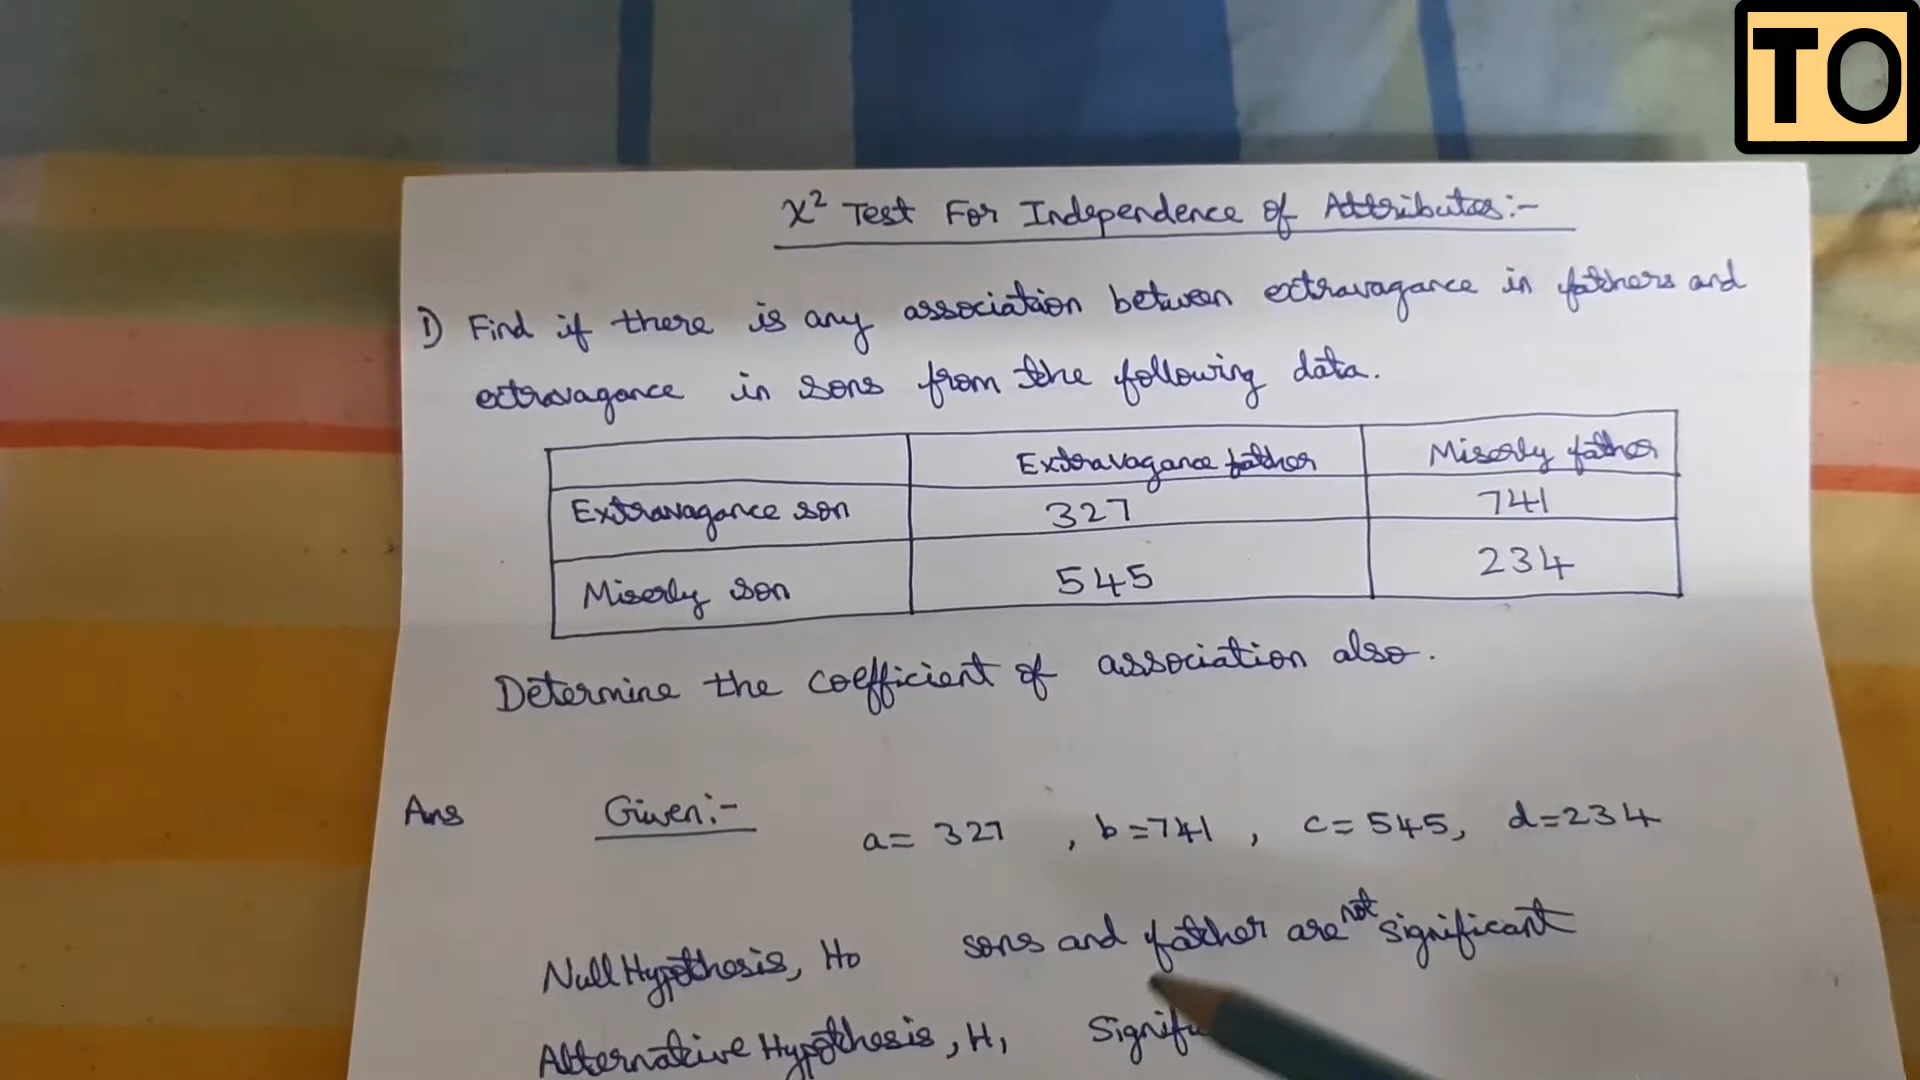 TO
χ² Test For Independence of Attributes:-
1) Find if there is any association between extravagance in fathers and
extravagance in sons from the following data.
Extravagance father Miserly father
Extravagance son 327 741
Miserly son 545 234
Determine the coefficient of association also.
Ans Given:- a= 327 , b=741 , c= 545, d=234
Null Hypothesis, H0 sons and father are not significant
Alternative Hypothesis, H1